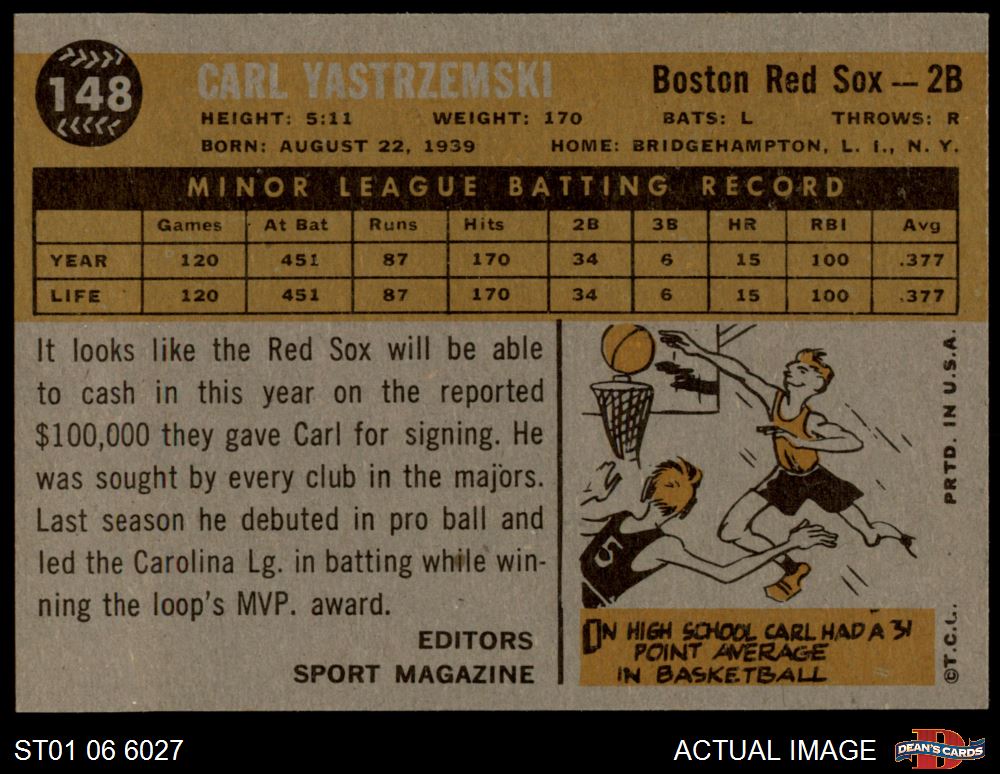 148
CARL YASTRZEMSKI
Boston Red Sox — 2B
HEIGHT: 5:11 WEIGHT: 170 BATS: L THROWS: R
BORN: AUGUST 22, 1939 HOME: BRIDGEHAMPTON, L. I., N. Y.
MINOR LEAGUE BATTING RECORD
Games At Bat Runs Hits 2B 3B HR RBI Avg
YEAR 120 451 87 170 34 6 15 100 .377
LIFE 120 451 87 170 34 6 15 100 .377
It looks like the Red Sox will be able
to cash in this year on the reported
$100,000 they gave Carl for signing. He
was sought by every club in the majors.
Last season he debuted in pro ball and
led the Carolina Lg. in batting while win-
ning the loop's MVP. award.
EDITORS
SPORT MAGAZINE
5
IN HIGH SCHOOL CARL HAD A 31
POINT AVERAGE
IN BASKETBALL
©T.C.G. PRTD. IN U.S.A.
ST01 06 6027
ACTUAL IMAGE
D
DEAN'S CARDS